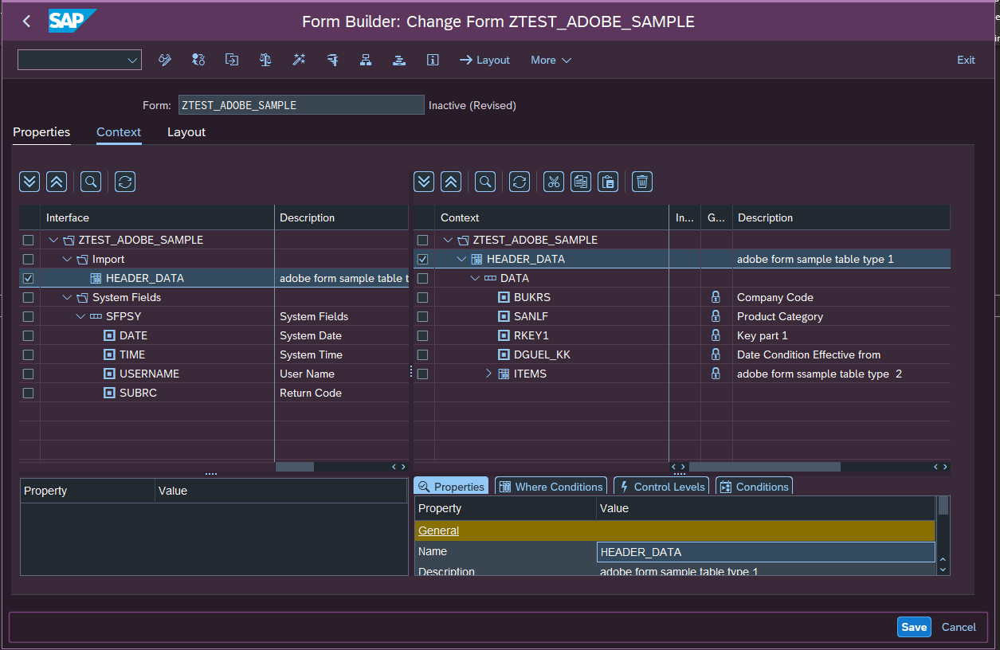 SAP
Form Builder: Change Form ZTEST_ADOBE_SAMPLE
Layout More Exit
Form: ZTEST_ADOBE_SAMPLE Inactive (Revised)
Properties Context Layout
Interface Description
ZTEST_ADOBE_SAMPLE
Import
HEADER_DATA adobe form sample table t
System Fields
SFPSY System Fields
DATE System Date
TIME System Time
USERNAME User Name
SUBRC Return Code
Property Value
Context In... G... Description
ZTEST_ADOBE_SAMPLE
HEADER_DATA adobe form sample table type 1
DATA
BUKRS Company Code
SANLF Product Category
RKEY1 Key part 1
DGUEL_KK Date Condition Effective from
ITEMS adobe form ssample table type 2
Properties Where Conditions Control Levels Conditions
Property Value
General
Name HEADER_DATA
Description adobe form sample table type 1
Save Cancel